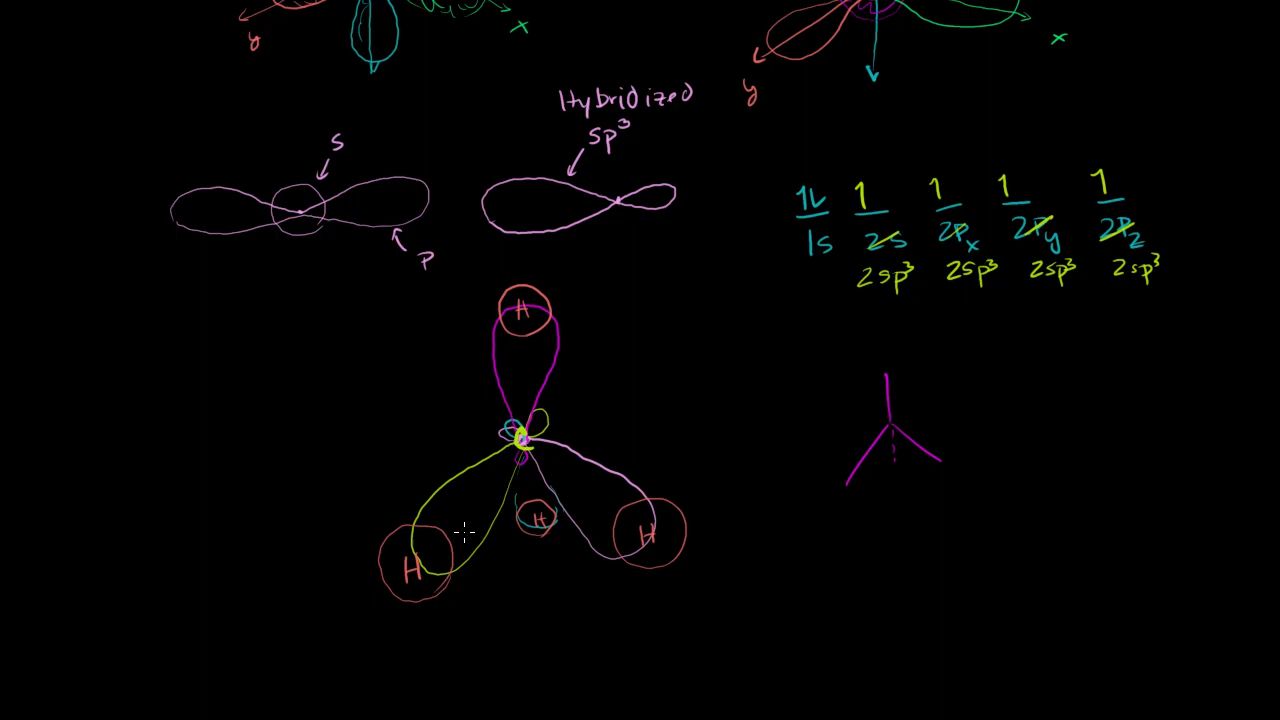 y
x
y
x
Hybridized
sp³
s
p
1 1 1 1 1
1s 2s 2Px 2Py 2Pz
2sp³ 2sp³ 2sp³ 2sp³
H
H
H
H